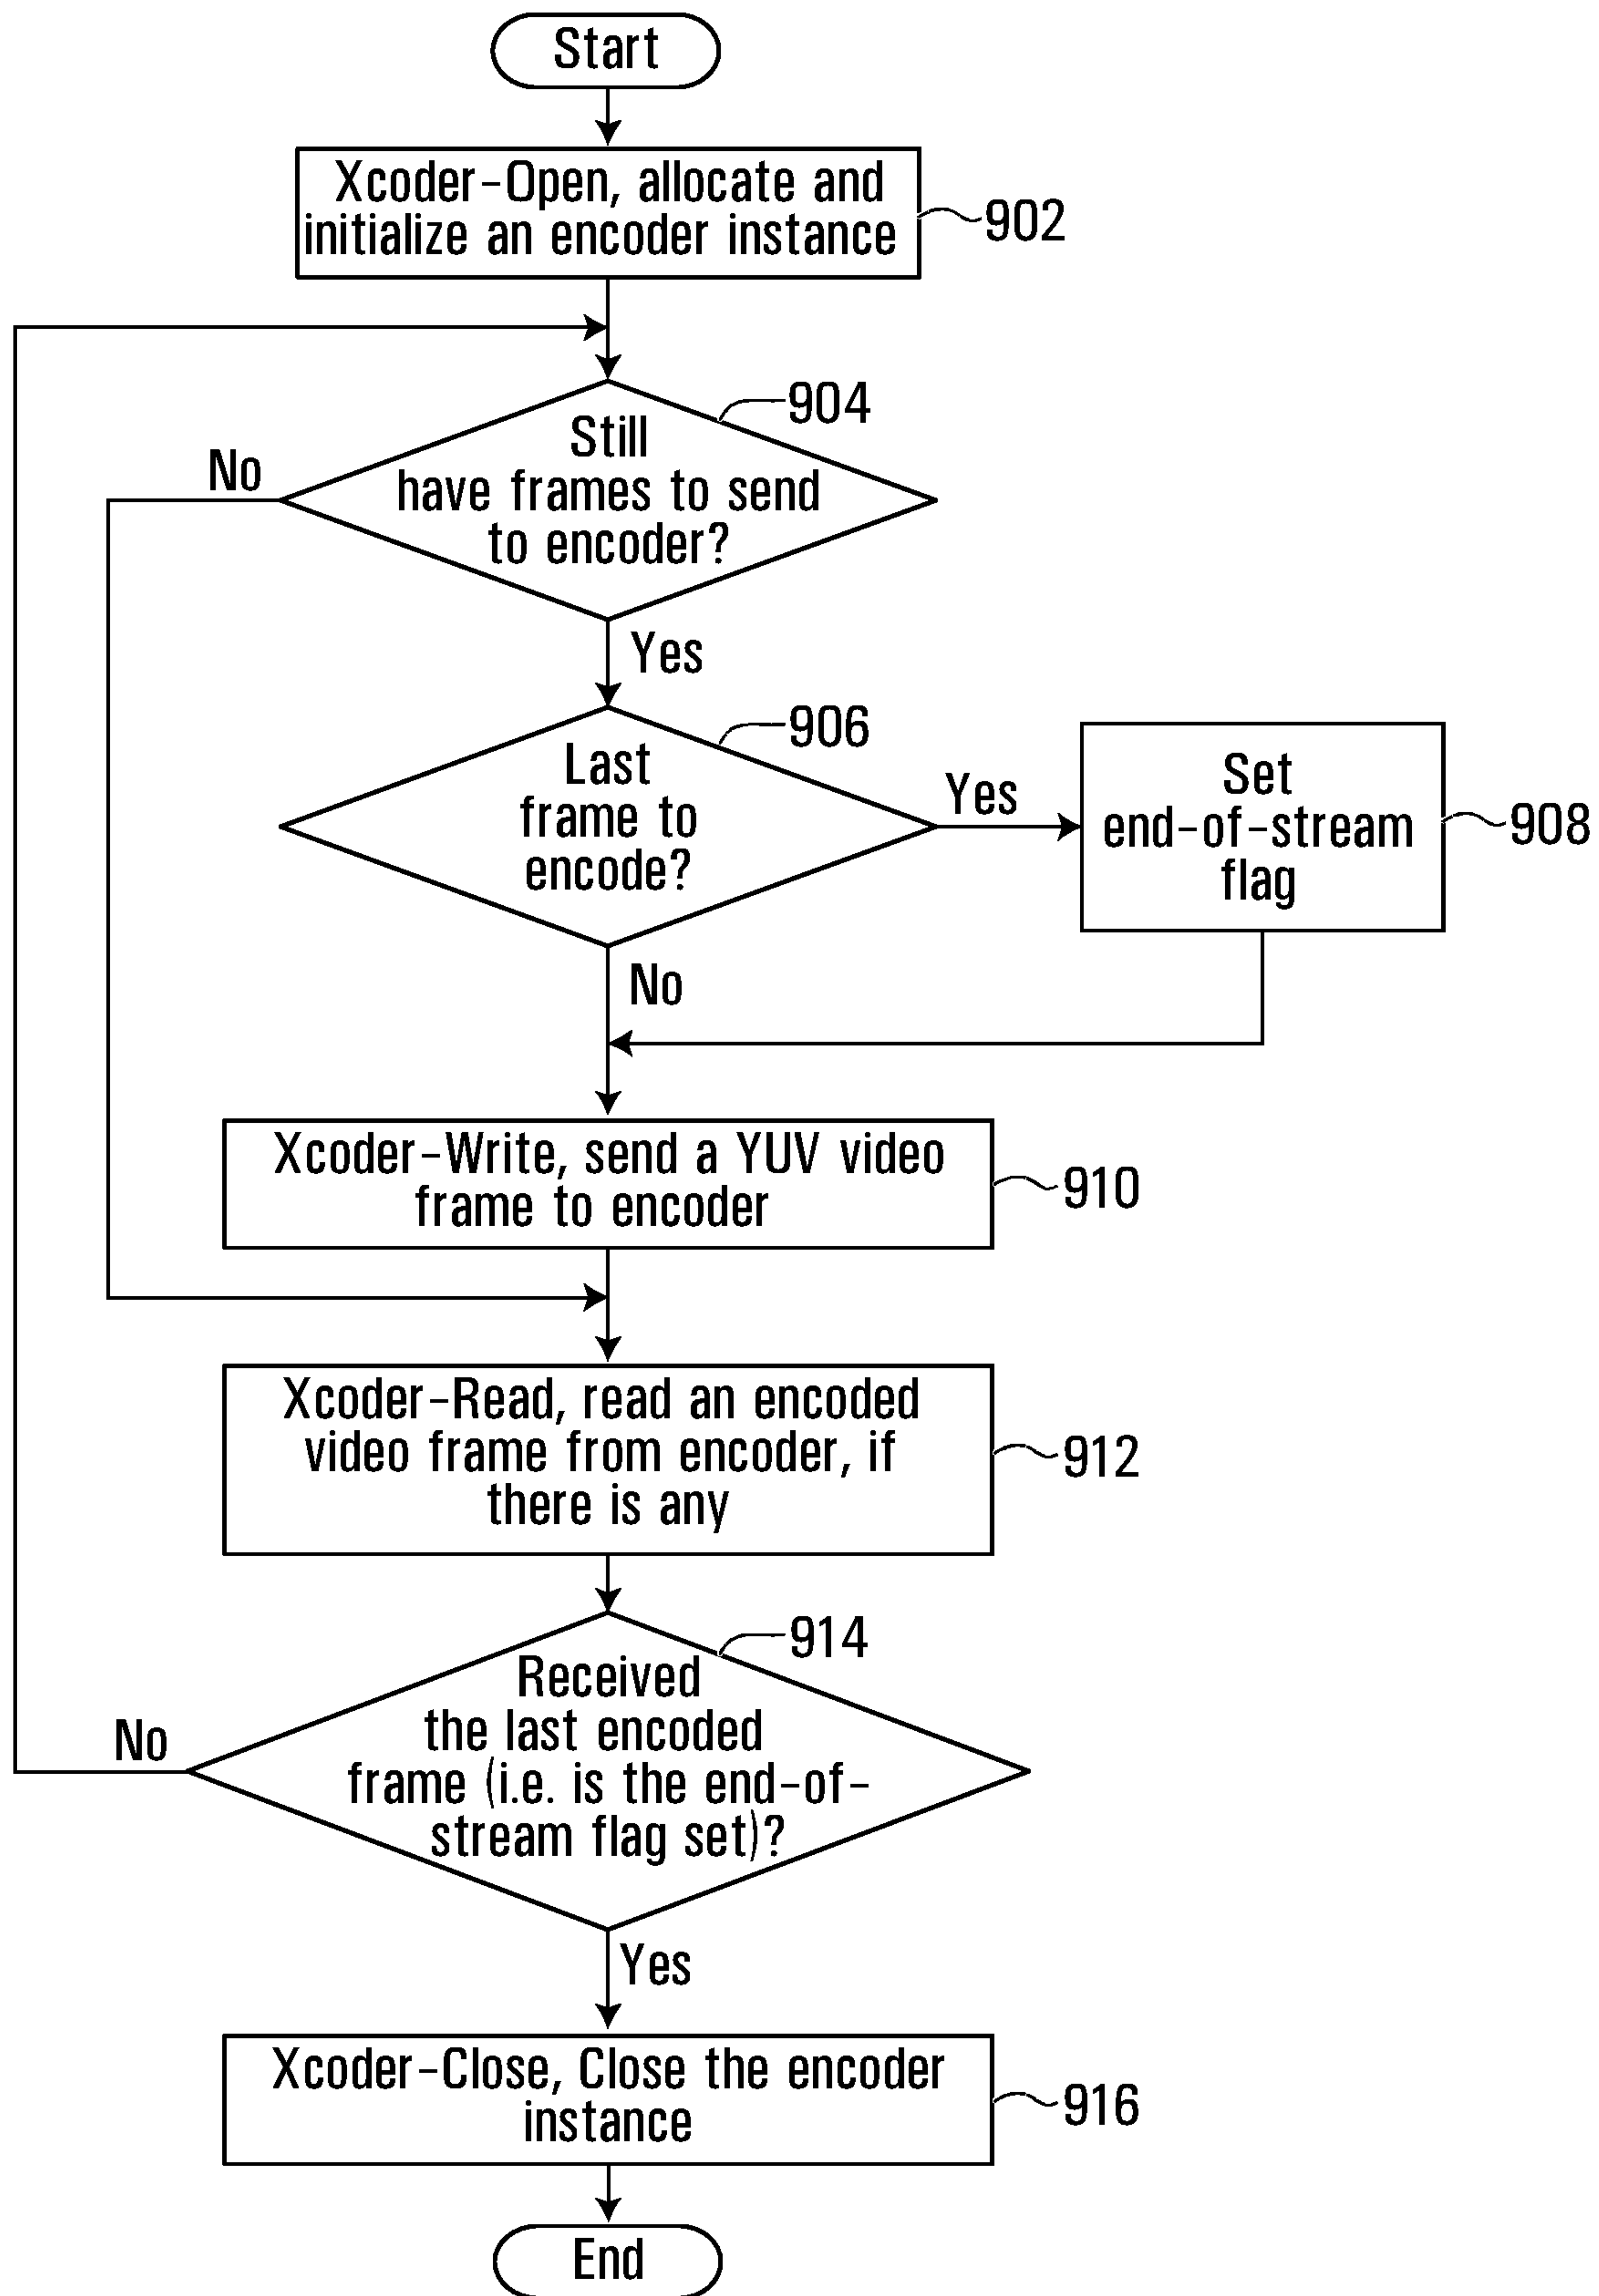 Start
Xcoder-Open, allocate and
initialize an encoder instance
902
904
Still
have frames to send
to encoder?
No
Yes
906
Last
frame to
encode?
Yes
Set
end-of-stream
flag
908
No
Xcoder-Write, send a YUV video
frame to encoder
910
Xcoder-Read, read an encoded
video frame from encoder, if
there is any
912
914
Received
the last encoded
frame (i.e. is the end-of-
stream flag set)?
No
Yes
Xcoder-Close, Close the encoder
instance
916
End